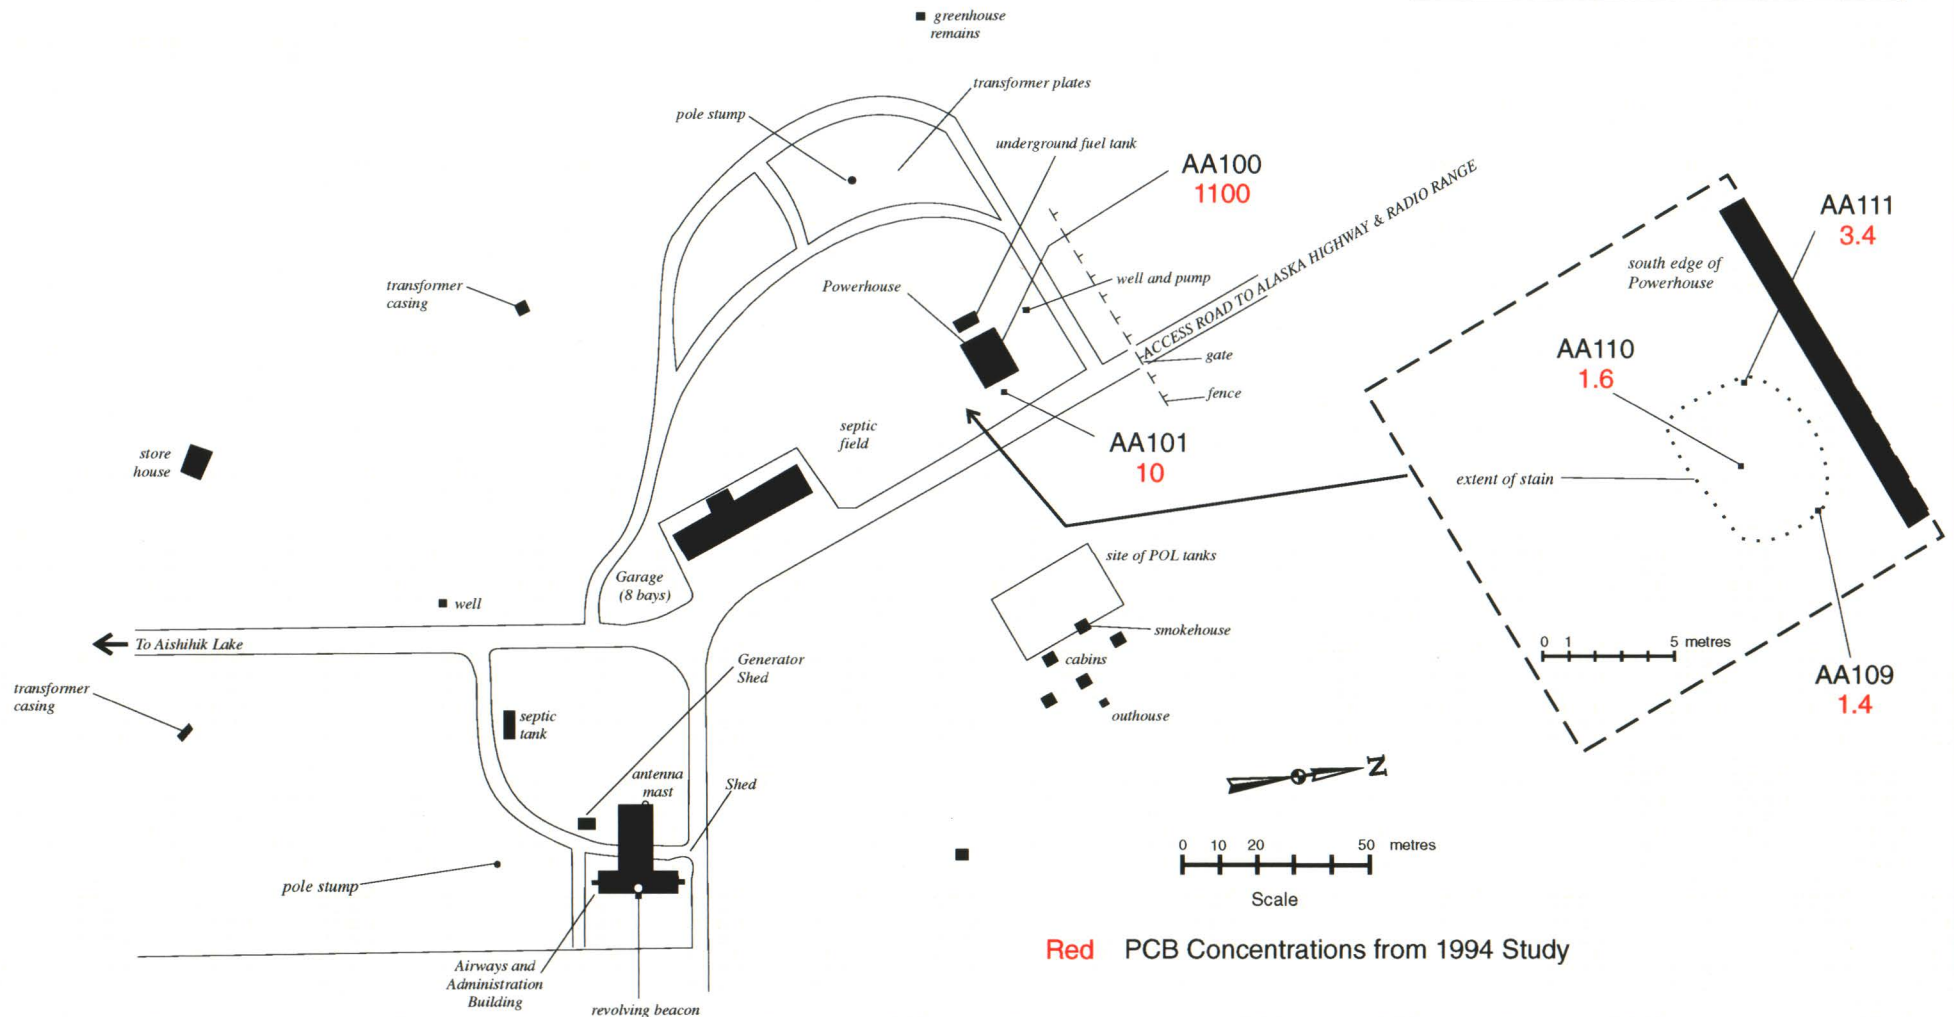 greenhouse
remains
transformer plates
pole stump
underground fuel tank
AA100
1100
ACCESS ROAD TO ALASKA HIGHWAY & RADIO RANGE
AA111
3.4
south edge of
Powerhouse
transformer
casing
Powerhouse
well and pump
gate
fence
AA110
1.6
AA101
10
septic
field
store
house
extent of stain
Garage
(8 bays)
site of POL tanks
well
smokehouse
To Aishihik Lake
cabins
0 1 5 metres
Generator
Shed
AA109
1.4
transformer
casing
septic
tank
outhouse
antenna
mast
Shed
N
0 10 20 50 metres
Scale
pole stump
Red PCB Concentrations from 1994 Study
Airways and
Administration
Building
revolving beacon